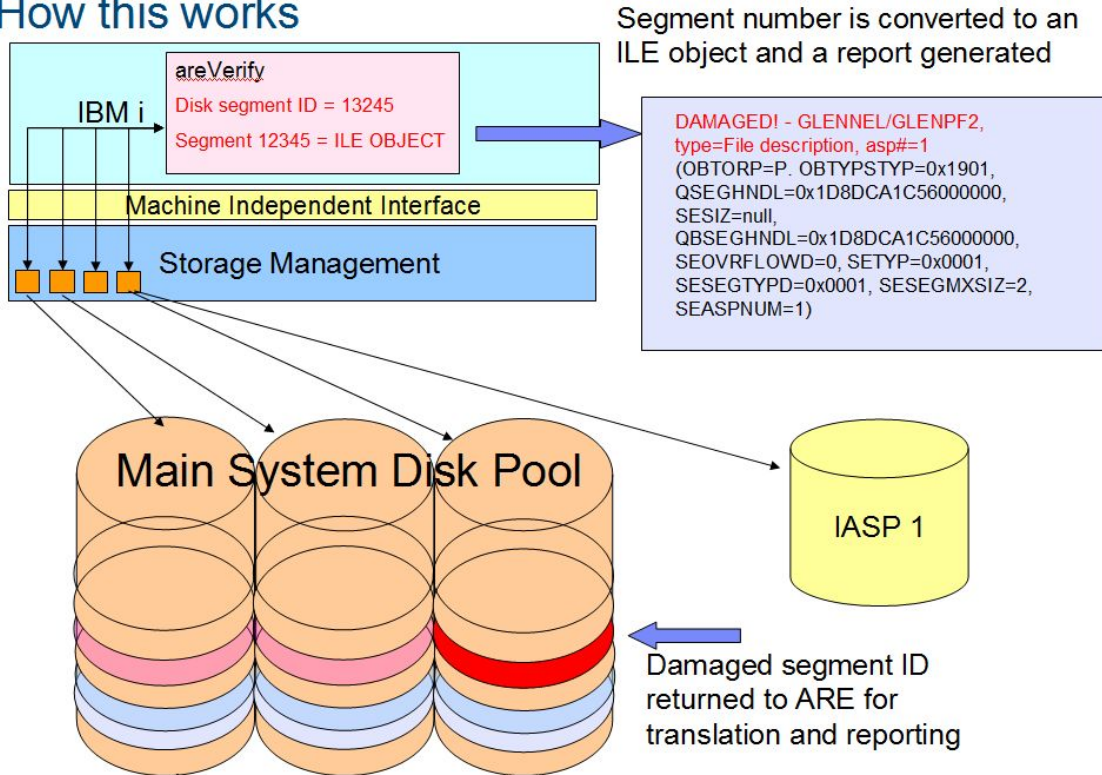 How this works
Segment number is converted to an
ILE object and a report generated
areVerify
Disk segment ID = 13245
Segment 12345 = ILE OBJECT
IBM i
Machine Independent Interface
Storage Management
DAMAGED! - GLENNEL/GLENPF2,
type=File description, asp#=1
(OBTORP=P. OBTYPSTYP=0x1901,
QSEGHNDL=0x1D8DCA1C56000000,
SESIZ=null,
QBSEGHNDL=0x1D8DCA1C56000000,
SEOVRFLOWD=0, SETYP=0x0001,
SESEGTYPD=0x0001, SESEGMXSIZ=2,
SEASPNUM=1)
Main System Disk Pool
IASP 1
Damaged segment ID
returned to ARE for
translation and reporting